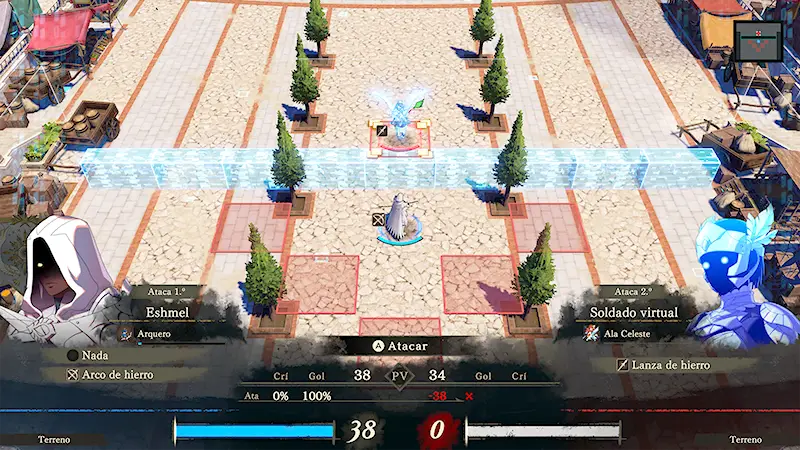 Ataca 1.º
Eshmel
Arquero
Nada
Arco de hierro
Ataca 2.º
Soldado virtual
Ala Celeste
Lanza de hierro
A Atacar
Crí Gol 38 PV 34 Gol Crí
Ata 0% 100% -38
38 0
Terreno
Terreno